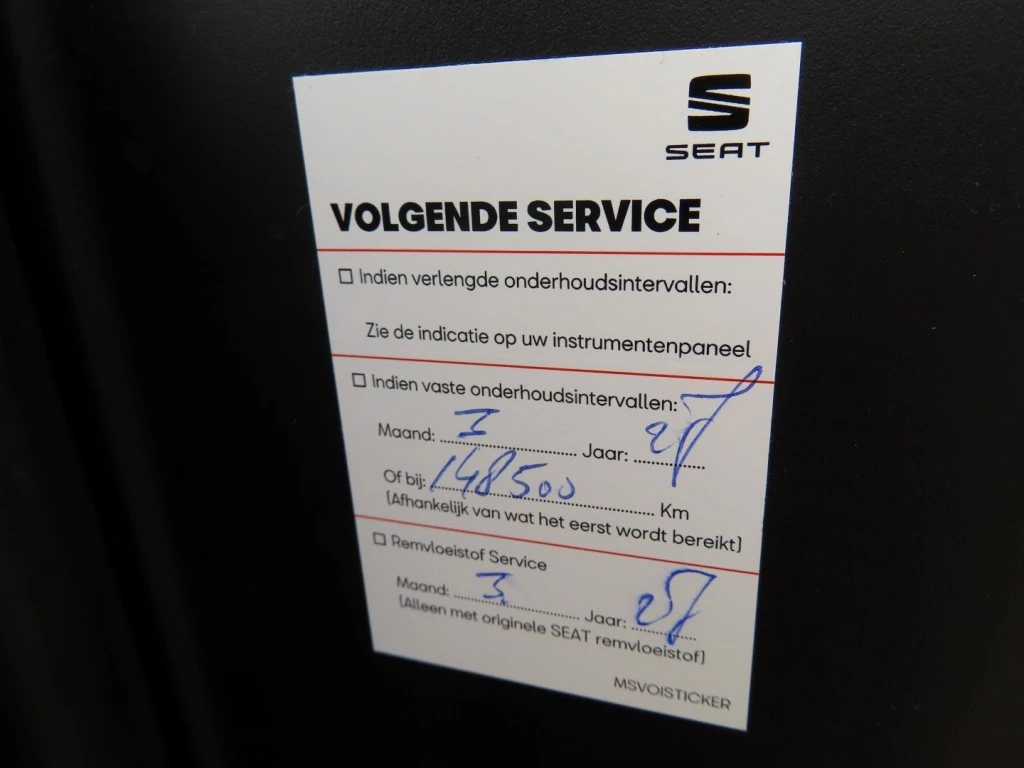 SEAT
VOLGENDE SERVICE
Indien verlengde onderhoudsintervallen:
Zie de indicatie op uw instrumentenpaneel
Indien vaste onderhoudsintervallen:
Maand: 3 Jaar:
Of bij: 148500 Km
(Afhankelijk van wat het eerst wordt bereikt)
Remvloeistof Service
Maand: 3 Jaar:
(Alleen met originele SEAT remvloeistof)
MSVOISTICKER